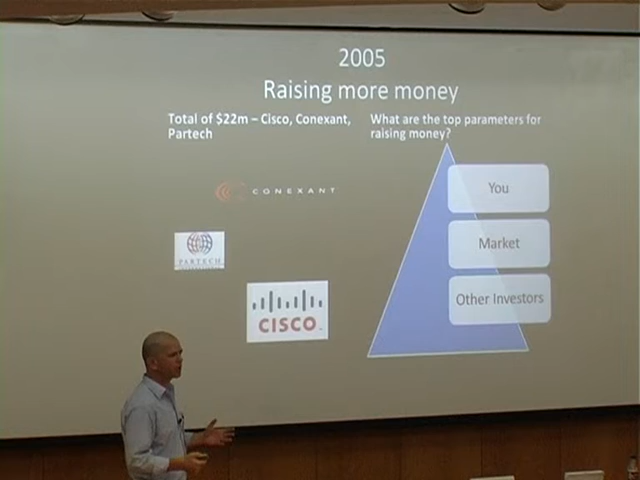 2005
Raising more money
Total of $22m – Cisco, Conexant,
Partech
What are the top parameters for
raising money?
CONEXANT
PARTECH
CISCO
You
Market
Other Investors